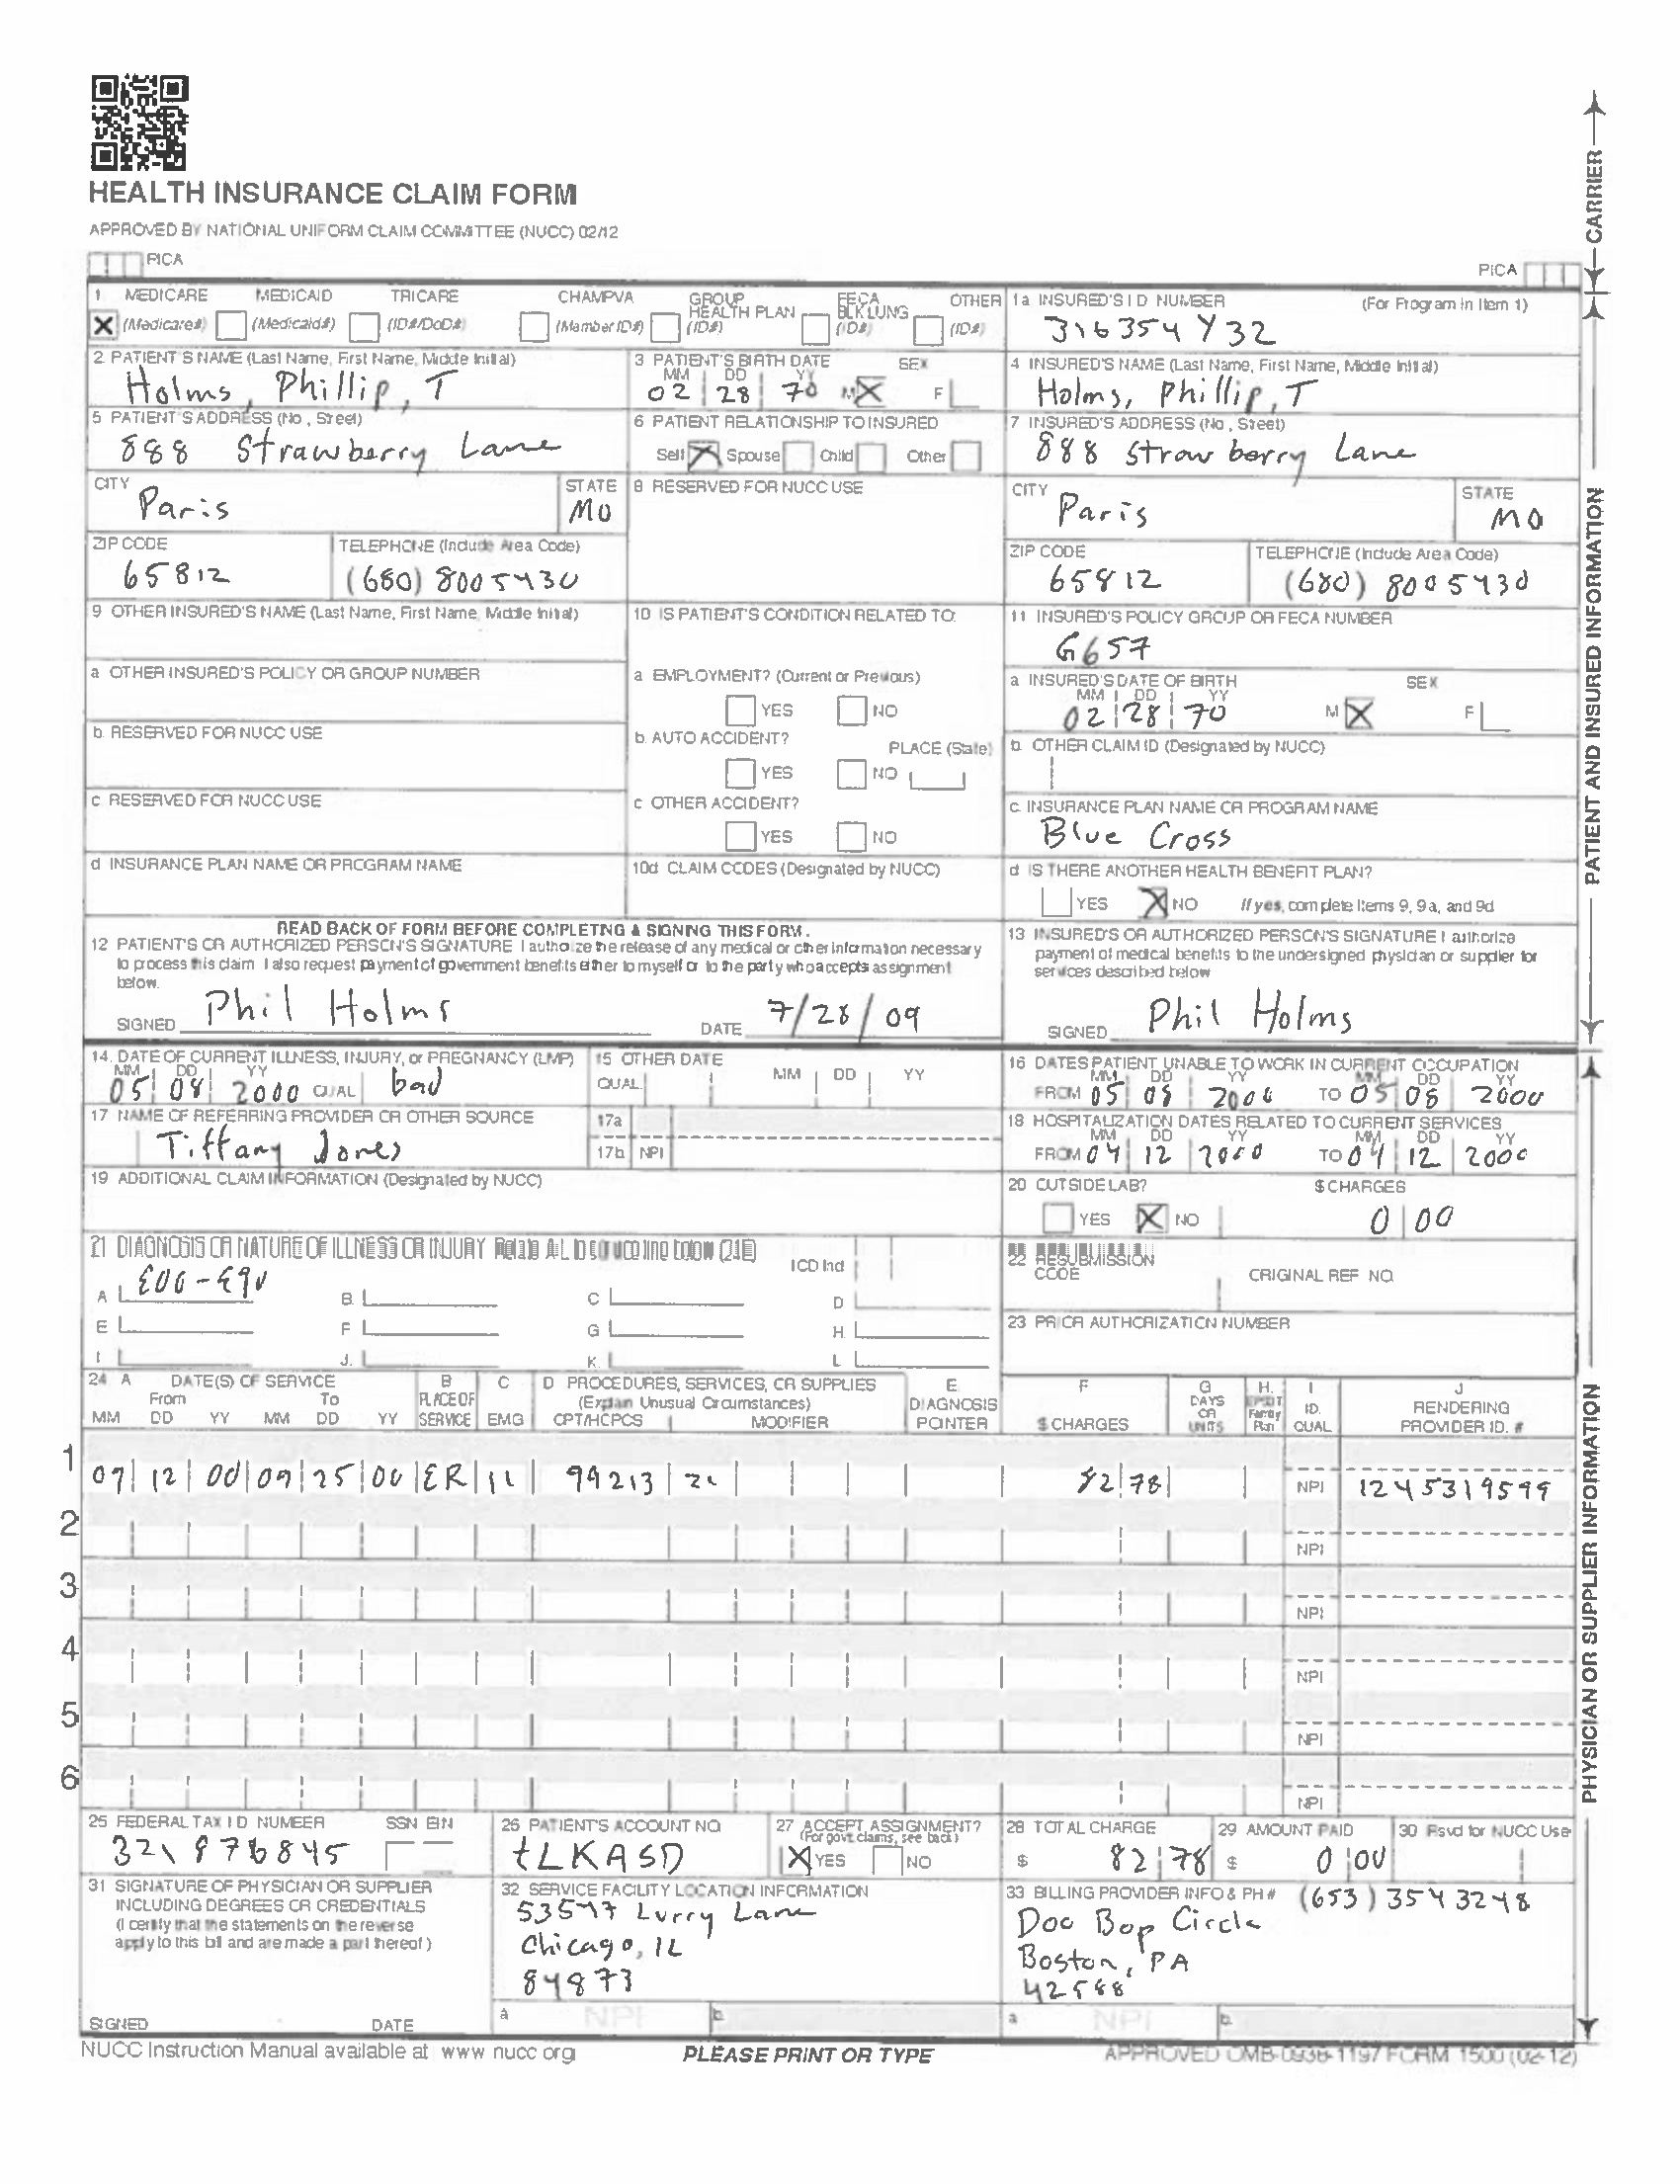 HEALTH INSURANCE CLAIM FORM
APPROVED BY NATIONAL UNIFORM CLAIM COMMITTEE (NUCC) 02/12
PICA
PICA
CARRIER
1 MEDICARE MEDICAID TRICARE CHAMPVA GROUP HEALTH PLAN FECA BLK LUNG OTHER
X (Medicare#) (Medicaid#) (ID#/DoD#) (Member ID#) (ID#) (ID#) (ID#)
1a INSURED'S I D NUMBER (For Program in Item 1)
316354Y32
2 PATIENT'S NAME (Last Name, First Name, Middle Initial)
Holms, Phillip, T
3 PATIENT'S BIRTH DATE SEX
MM DD YY
02 28 70 M X F
4 INSURED'S NAME (Last Name, First Name, Middle Initial)
Holms, Phillip, T
5 PATIENT'S ADDRESS (No, Street)
888 Strawberry Lane
6 PATIENT RELATIONSHIP TO INSURED
Self X Spouse Child Other
7 INSURED'S ADDRESS (No, Street)
888 Strawberry Lane
CITY STATE
Paris MO
8 RESERVED FOR NUCC USE
CITY STATE
Paris MO
ZIP CODE TELEPHONE (Include Area Code)
65812 (680) 8005430
ZIP CODE TELEPHONE (Include Area Code)
65812 (680) 8005430
9 OTHER INSURED'S NAME (Last Name, First Name, Middle Initial)
10 IS PATIENT'S CONDITION RELATED TO:
11 INSURED'S POLICY GROUP OR FECA NUMBER
G657
a OTHER INSURED'S POLICY OR GROUP NUMBER
a EMPLOYMENT? (Current or Previous)
YES NO
a INSURED'S DATE OF BIRTH SEX
MM DD YY
02 28 70 M X F
b. RESERVED FOR NUCC USE
b. AUTO ACCIDENT? PLACE (State)
YES NO
b. OTHER CLAIM ID (Designated by NUCC)
c RESERVED FOR NUCC USE
c OTHER ACCIDENT?
YES NO
c. INSURANCE PLAN NAME OR PROGRAM NAME
Blue Cross
d INSURANCE PLAN NAME OR PROGRAM NAME
10d CLAIM CODES (Designated by NUCC)
d IS THERE ANOTHER HEALTH BENEFIT PLAN?
YES X NO If yes, complete Items 9, 9a, and 9d
PATIENT AND INSURED INFORMATION
READ BACK OF FORM BEFORE COMPLETING & SIGNING THIS FORM.
12 PATIENT'S OR AUTHORIZED PERSON'S SIGNATURE I authorize the release of any medical or other information necessary
to process this claim I also request payment of government benefits either to myself or to the party who accepts assignment
below.
SIGNED Phil Holms DATE 7/28/09
13 INSURED'S OR AUTHORIZED PERSON'S SIGNATURE I authorize
payment of medical benefits to the undersigned physician or supplier for
services described below
SIGNED Phil Holms
14. DATE OF CURRENT ILLNESS, INJURY, or PREGNANCY (LMP)
MM DD YY
05 08 2000 QUAL bad
15 OTHER DATE
QUAL MM DD YY
16 DATES PATIENT UNABLE TO WORK IN CURRENT OCCUPATION
MM DD YY MM DD YY
FROM 05 08 2000 TO 05 08 2000
17 NAME OF REFERRING PROVIDER OR OTHER SOURCE
Tiffany Jones
17a
17b NPI
18 HOSPITALIZATION DATES RELATED TO CURRENT SERVICES
MM DD YY MM DD YY
FROM 04 12 2000 TO 04 12 2000
19 ADDITIONAL CLAIM INFORMATION (Designated by NUCC)
20 OUTSIDE LAB? $ CHARGES
YES X NO 0 00
21 DIAGNOSIS OR NATURE OF ILLNESS OR INJURY Relate A-L to service line below (24E)
ICD Ind
A E00-E90 B. C D
E F G H.
I J. K. L
22 RESUBMISSION
CODE ORIGINAL REF NO.
23 PRIOR AUTHORIZATION NUMBER
24 A DATE(S) OF SERVICE B C D PROCEDURES, SERVICES, OR SUPPLIES E F G H. I J
From To PLACE OF (Explain Unusual Circumstances) DIAGNOSIS DAYS OR UNITS EPSDT Family Plan ID. RENDERING
MM DD YY MM DD YY SERVICE EMG CPT/HCPCS MODIFIER POINTER $ CHARGES QUAL PROVIDER ID. #
1
07 12 00 09 25 00 ER 99213 82 78 NPI 1245319599
2
NPI
3
NPI
4
NPI
5
NPI
6
NPI
25 FEDERAL TAX I D NUMBER SSN EIN
321876845
26 PATIENT'S ACCOUNT NO
tLKASD
27 ACCEPT ASSIGNMENT?
(For govt. claims, see back)
X YES NO
28 TOTAL CHARGE
$ 82 78
29 AMOUNT PAID
$ 0 00
30 Rsvd for NUCC Use
31 SIGNATURE OF PHYSICIAN OR SUPPLIER
INCLUDING DEGREES OR CREDENTIALS
(I certify that the statements on the reverse
apply to this bill and are made a part thereof)
SIGNED DATE
32 SERVICE FACILITY LOCATION INFORMATION
Lurry Lane
Chicago, IL
84873
a NPI b.
33 BILLING PROVIDER INFO & PH # (653) 3543248
Doo Bop Circle
Boston, PA
a NPI b.
PHYSICIAN OR SUPPLIER INFORMATION
NUCC Instruction Manual available at www nucc org
PLEASE PRINT OR TYPE
APPROVED OMB-0938-1197 FORM 1500 (02-12)